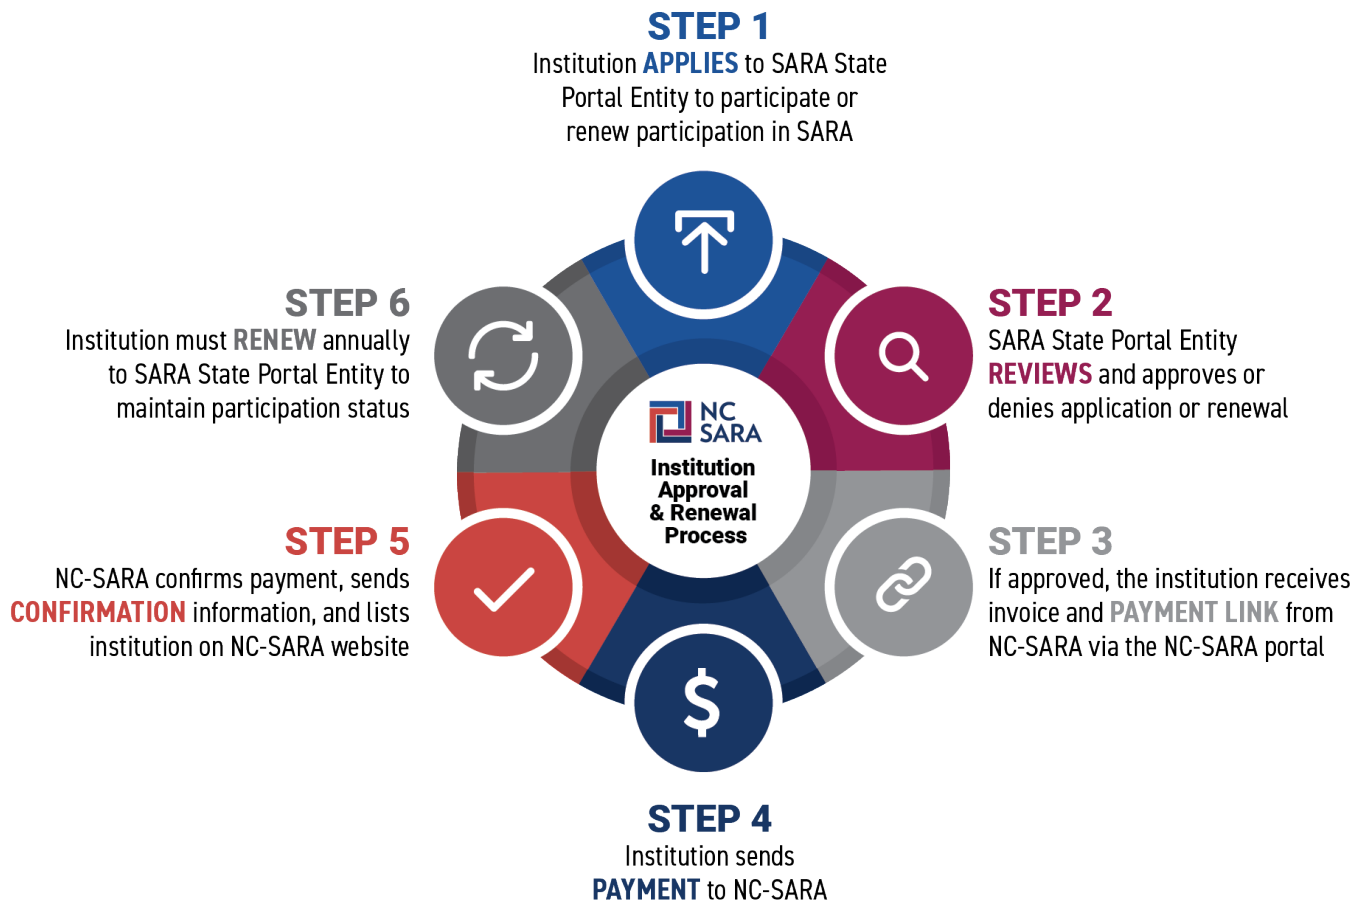 STEP 1
Institution APPLIES to SARA State
Portal Entity to participate or
renew participation in SARA
STEP 2
SARA State Portal Entity
REVIEWS and approves or
denies application or renewal
STEP 3
If approved, the institution receives
invoice and PAYMENT LINK from
NC-SARA via the NC-SARA portal
STEP 4
Institution sends
PAYMENT to NC-SARA
STEP 5
NC-SARA confirms payment, sends
CONFIRMATION information, and lists
institution on NC-SARA website
STEP 6
Institution must RENEW annually
to SARA State Portal Entity to
maintain participation status
NC
SARA
Institution
Approval
& Renewal
Process
$